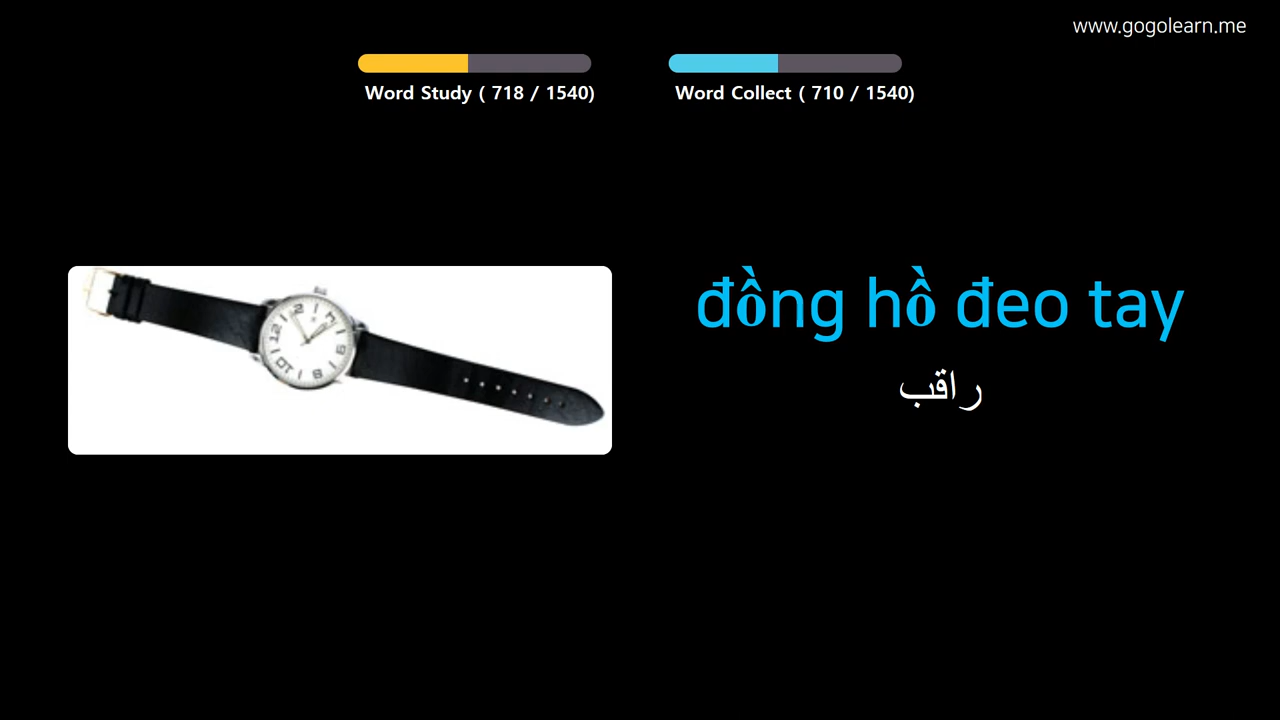 www.gogolearn.me
Word Study ( 718 / 1540)
Word Collect ( 710 / 1540)
đồng hồ đeo tay
راقب